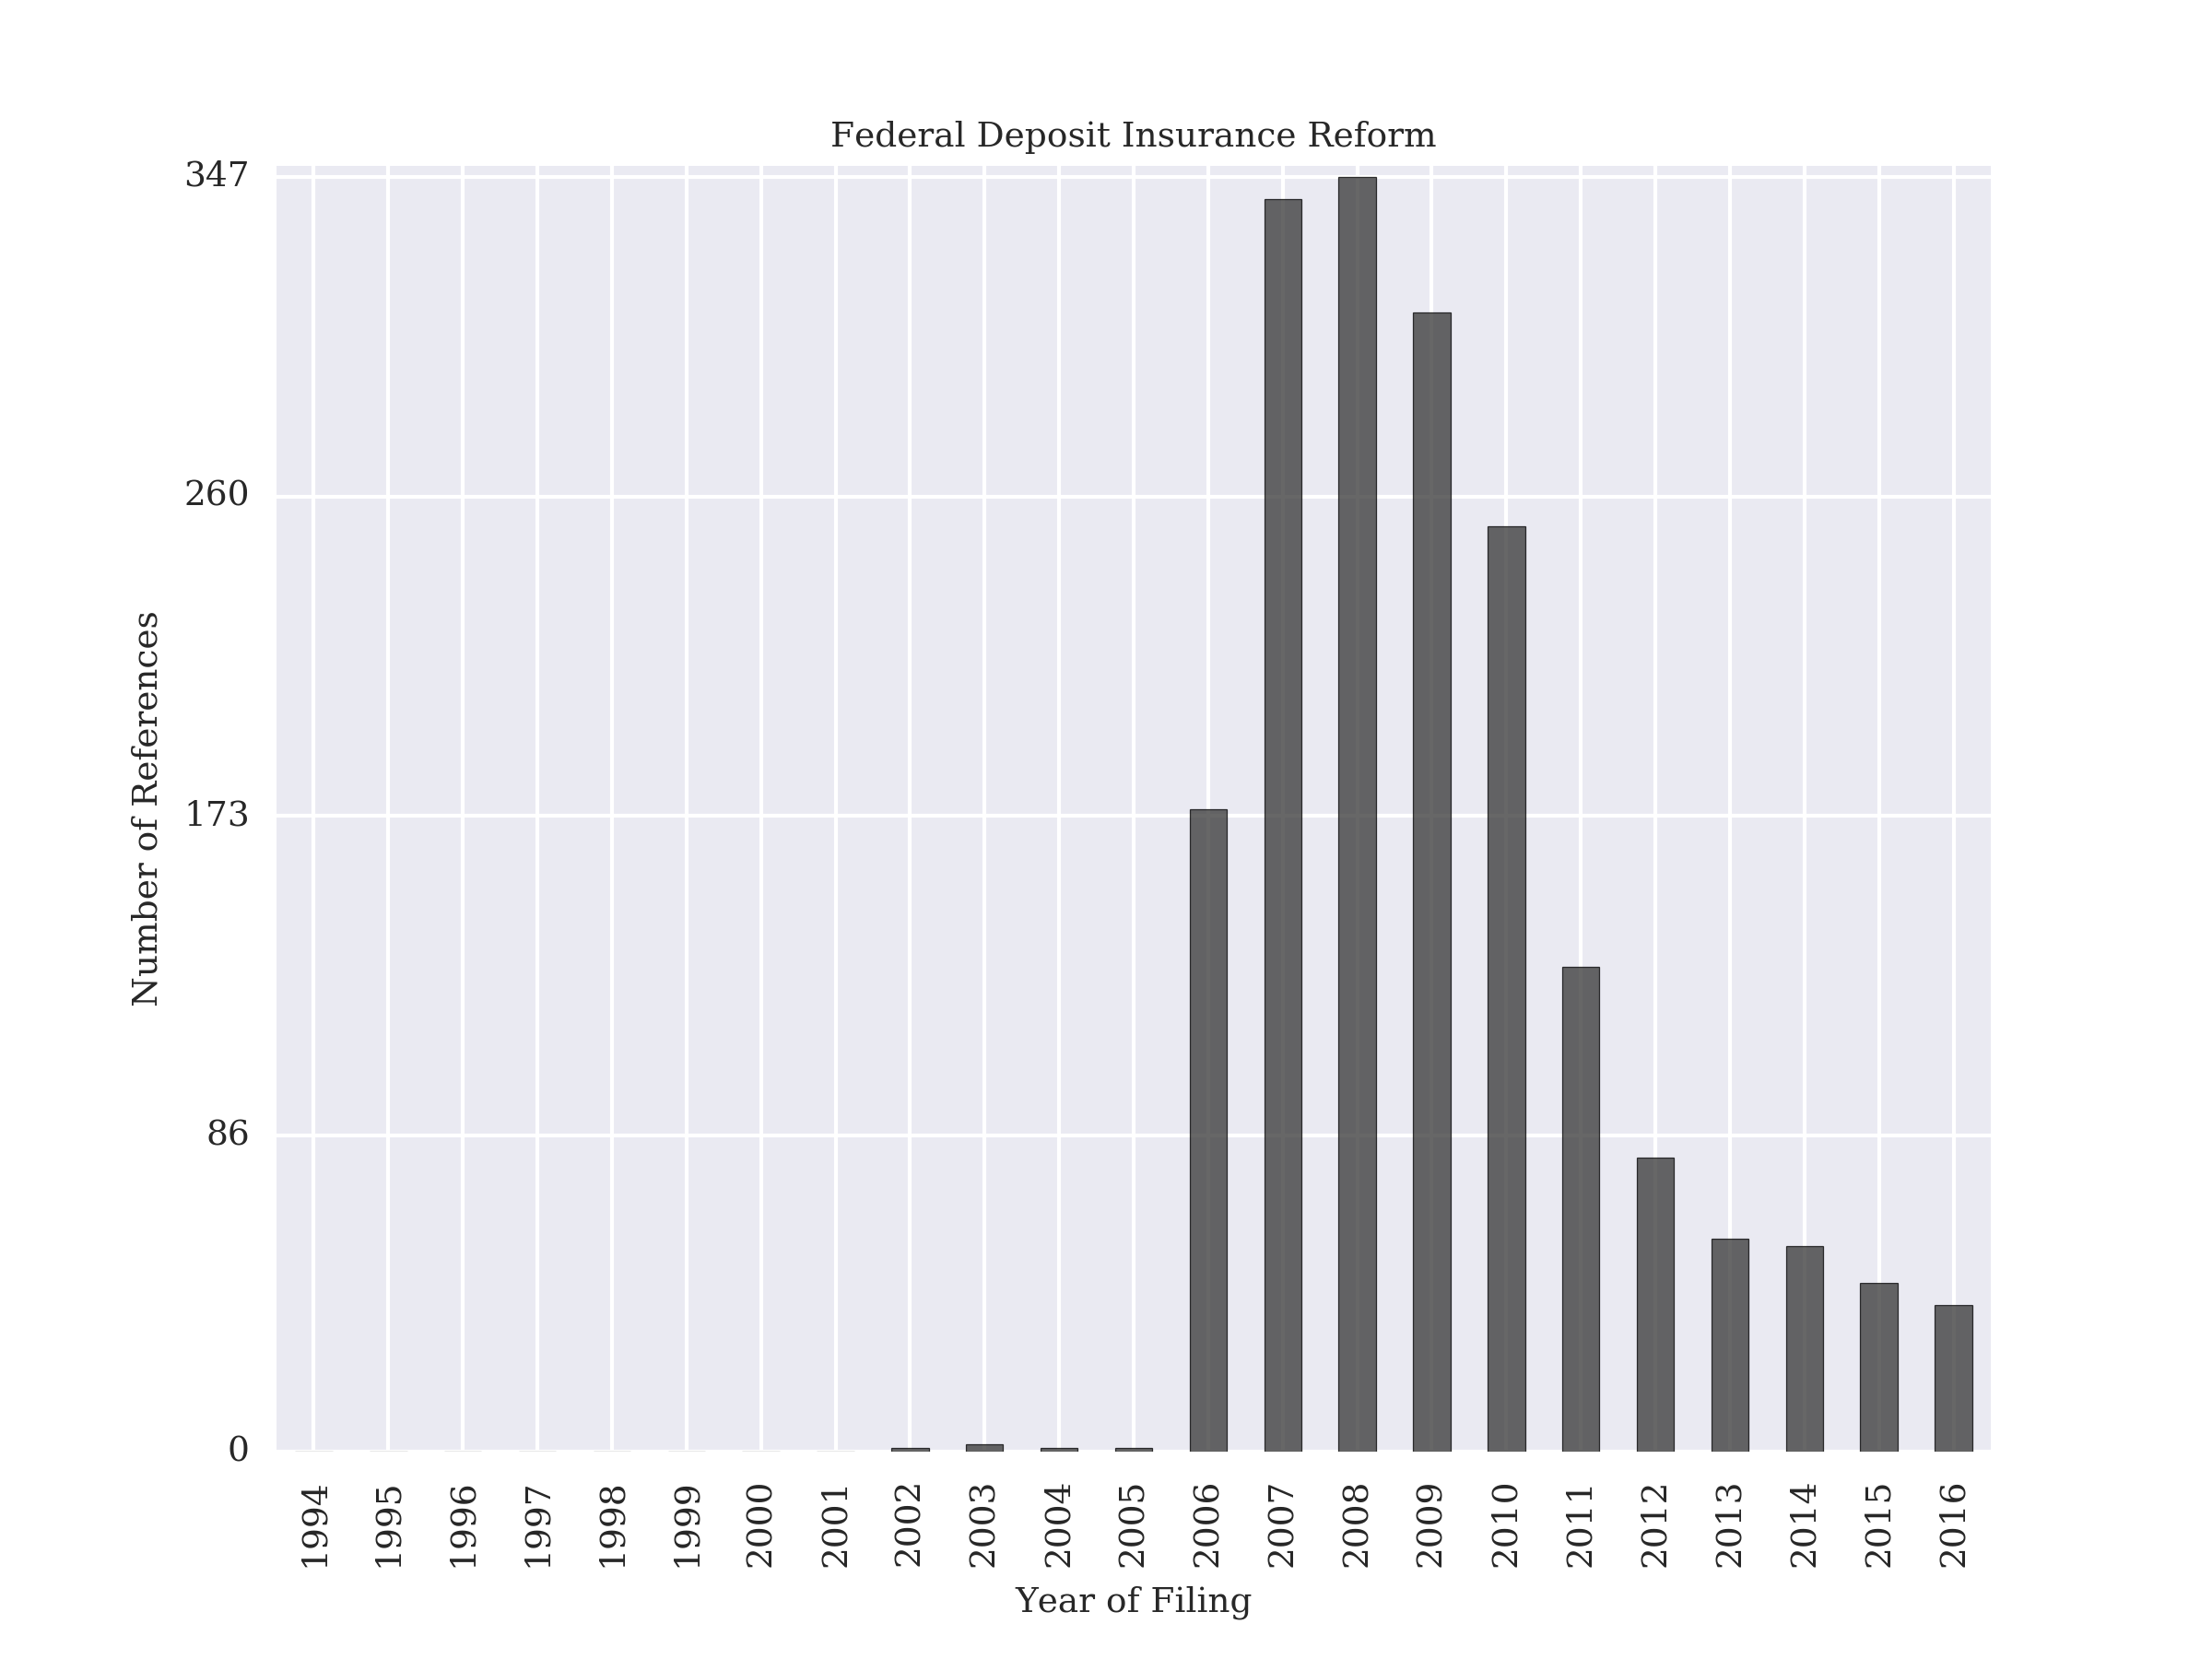 Federal Deposit Insurance Reform
347
260
173
86
0
Number of References
1994 1995 1996 1997 1998 1999 2000 2001 2002 2003 2004 2005 2006 2007 2008 2009 2010 2011 2012 2013 2014 2015 2016
Year of Filing